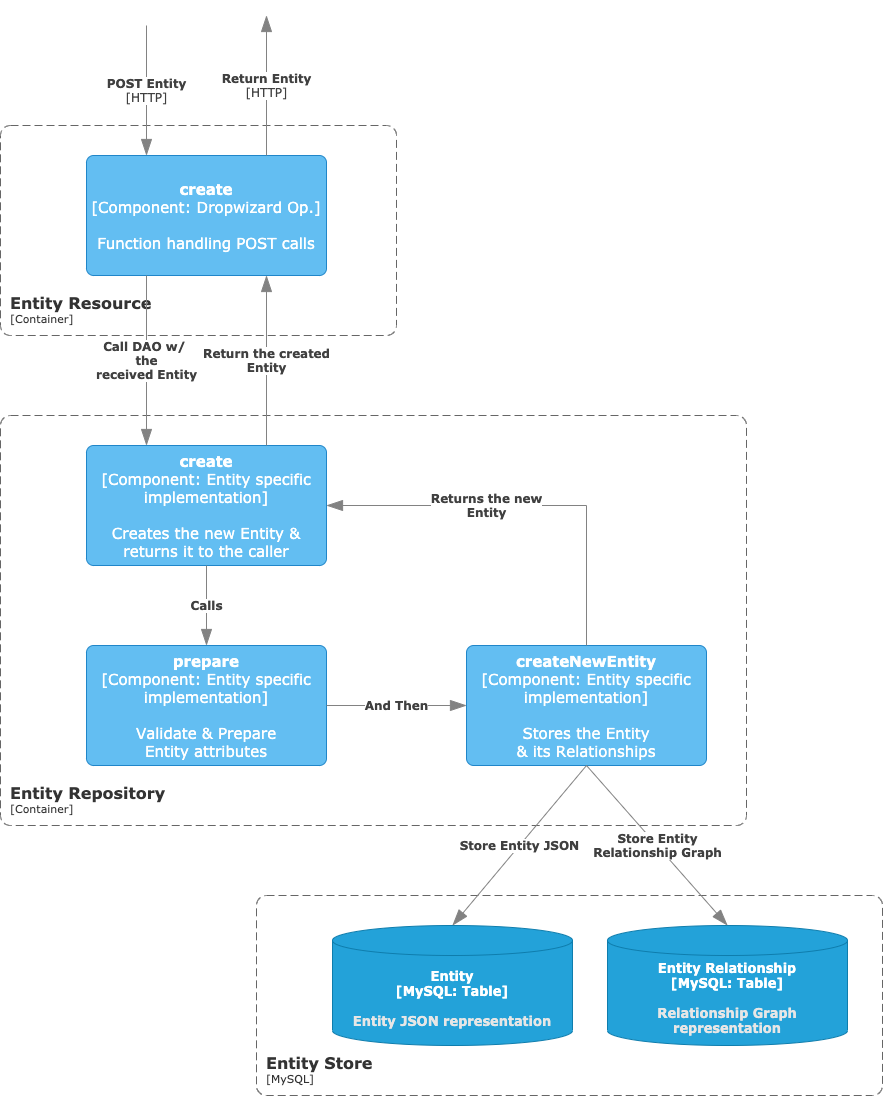 POST Entity
[HTTP]
Return Entity
[HTTP]
create
[Component: Dropwizard Op.]
Function handling POST calls
Entity Resource
[Container]
Call DAO w/
the
received Entity
Return the created
Entity
create
[Component: Entity specific
implementation]
Creates the new Entity &
returns it to the caller
Returns the new
Entity
Calls
prepare
[Component: Entity specific
implementation]
Validate & Prepare
Entity attributes
And Then
createNewEntity
[Component: Entity specific
implementation]
Stores the Entity
& its Relationships
Entity Repository
[Container]
Store Entity JSON
Store Entity
Relationship Graph
Entity
[MySQL: Table]
Entity JSON representation
Entity Relationship
[MySQL: Table]
Relationship Graph
representation
Entity Store
[MySQL]